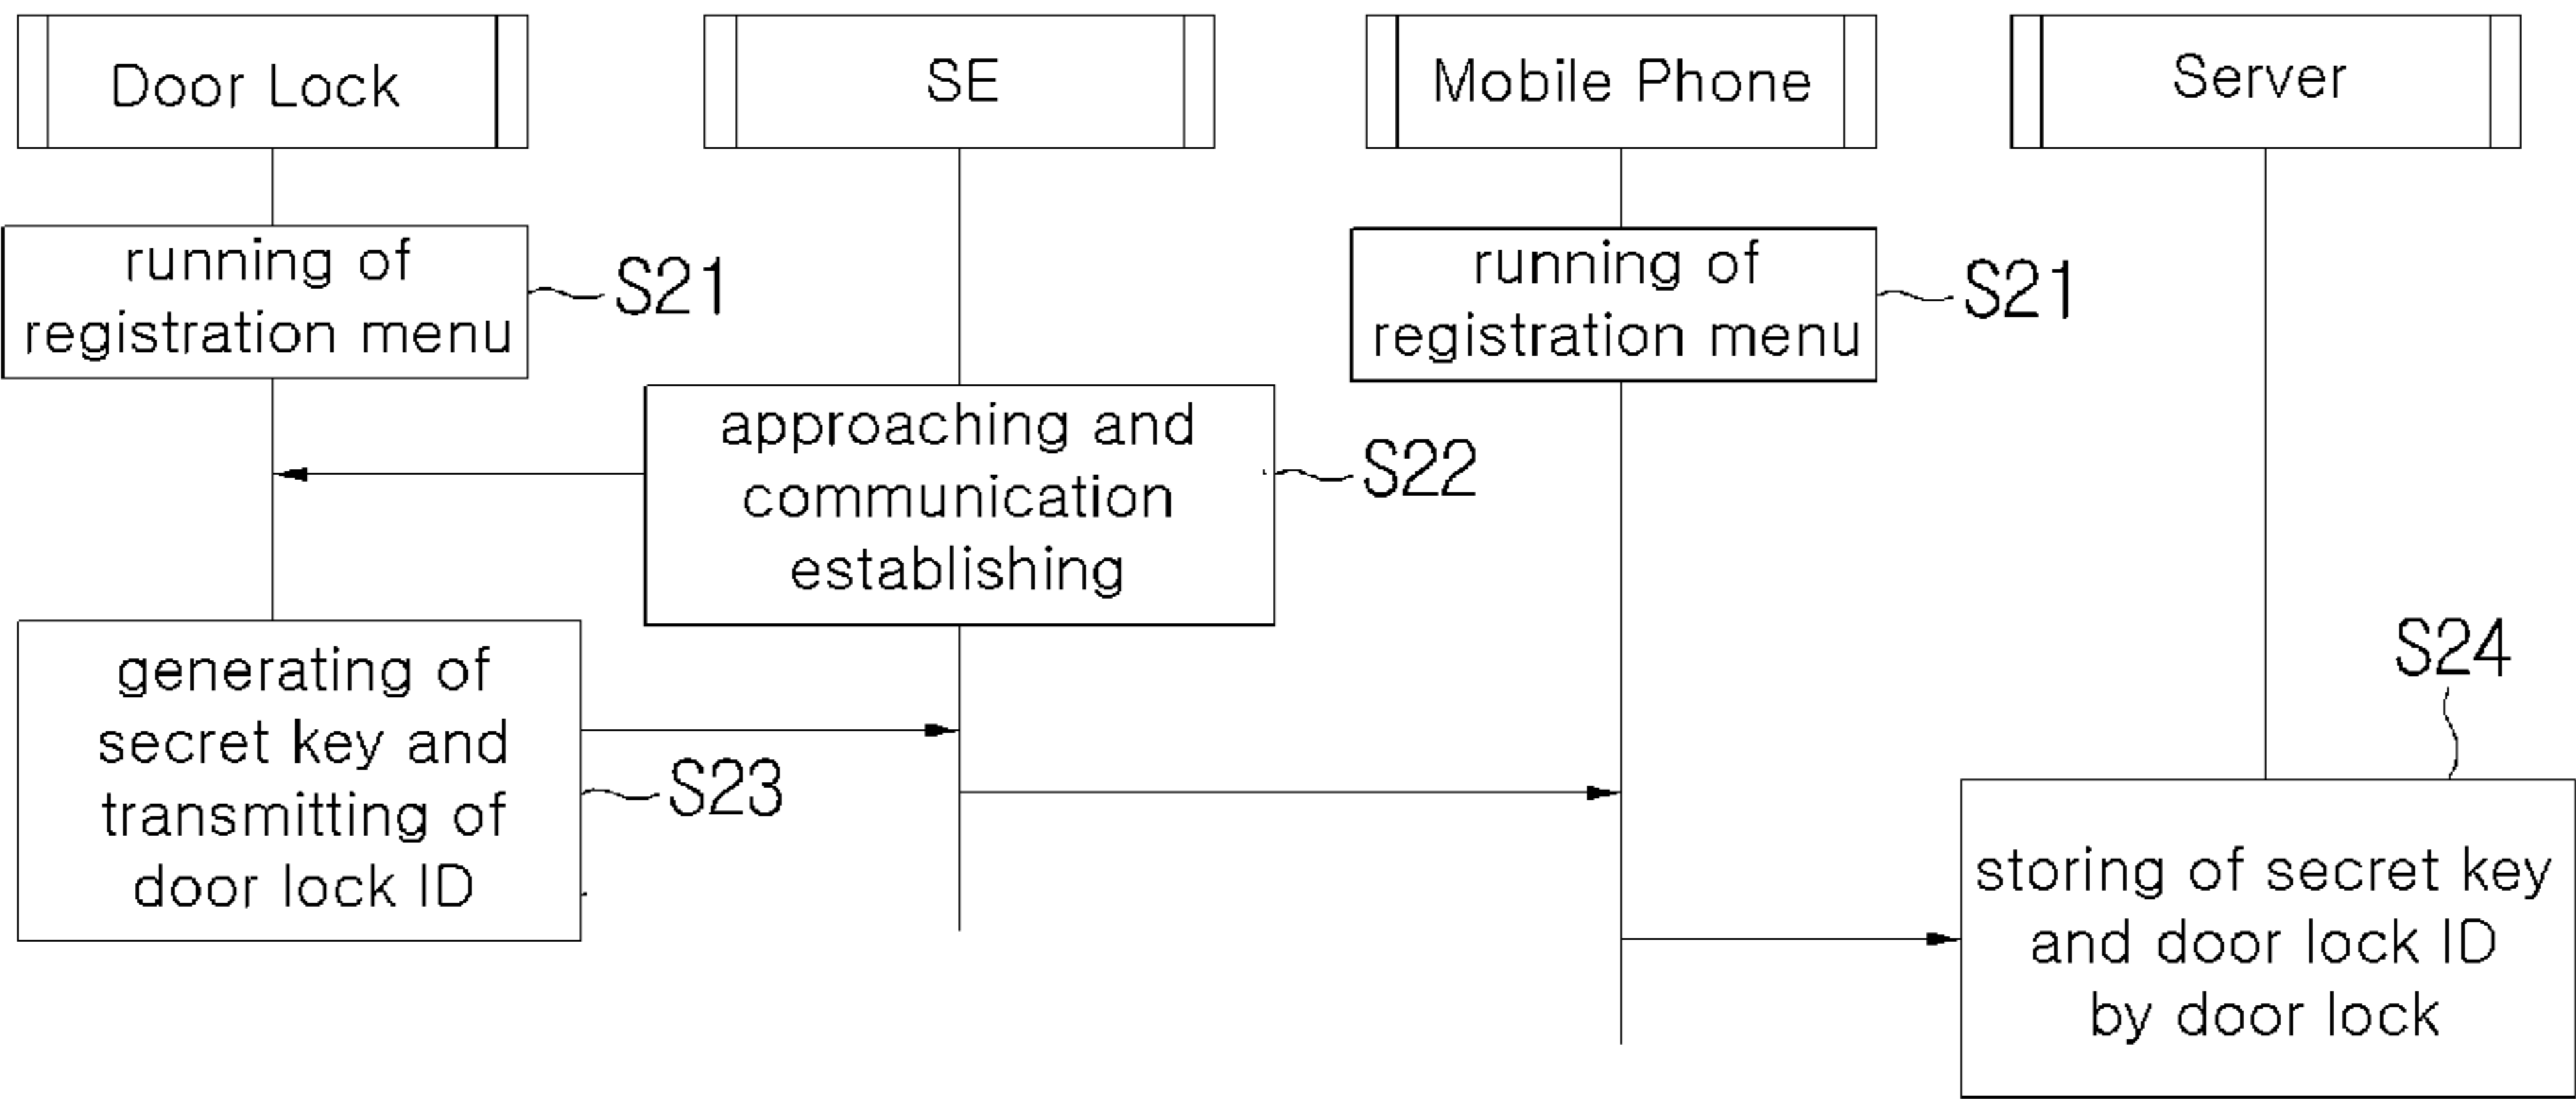 Door Lock
SE
Mobile Phone
Server
running of
registration menu
S21
running of
registration menu
S21
approaching and
communication
establishing
S22
generating of
secret key and
transmitting of
door lock ID
S23
S24
storing of secret key
and door lock ID
by door lock